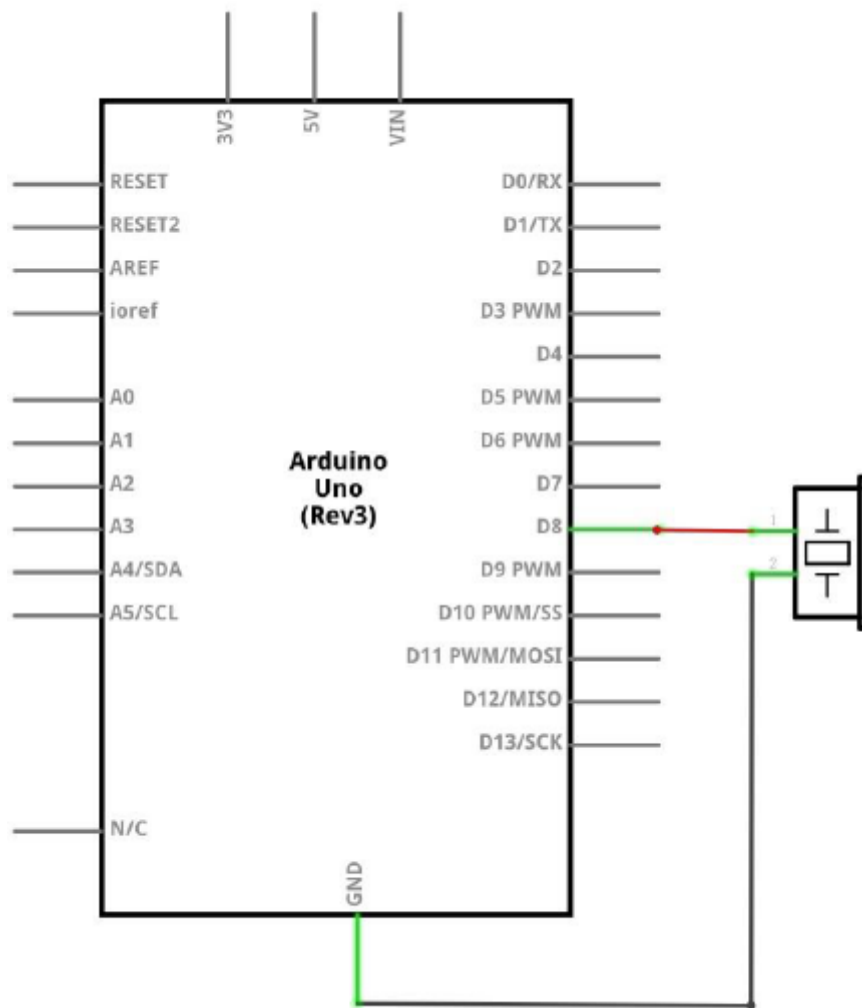 3V3 5V VIN
RESET D0/RX
RESET2 D1/TX
AREF D2
ioref D3 PWM
D4
A0 D5 PWM
A1 D6 PWM
A2 D7
A3 D8
A4/SDA D9 PWM
A5/SCL D10 PWM/SS
D11 PWM/MOSI
D12/MISO
D13/SCK
N/C
GND
Arduino
Uno
(Rev3)
1
2